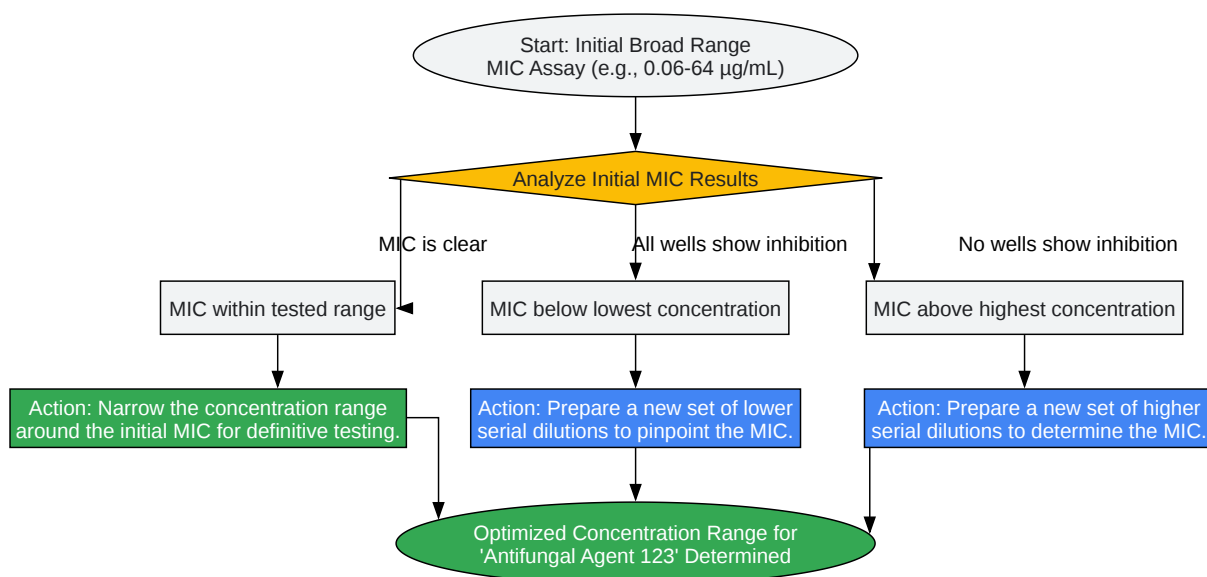 Start: Initial Broad Range
MIC Assay (e.g., 0.06-64 µg/mL)
Analyze Initial MIC Results
MIC is clear
All wells show inhibition
No wells show inhibition
MIC within tested range
MIC below lowest concentration
MIC above highest concentration
Action: Narrow the concentration range
around the initial MIC for definitive testing.
Action: Prepare a new set of lower
serial dilutions to pinpoint the MIC.
Action: Prepare a new set of higher
serial dilutions to determine the MIC.
Optimized Concentration Range for
'Antifungal Agent 123' Determined